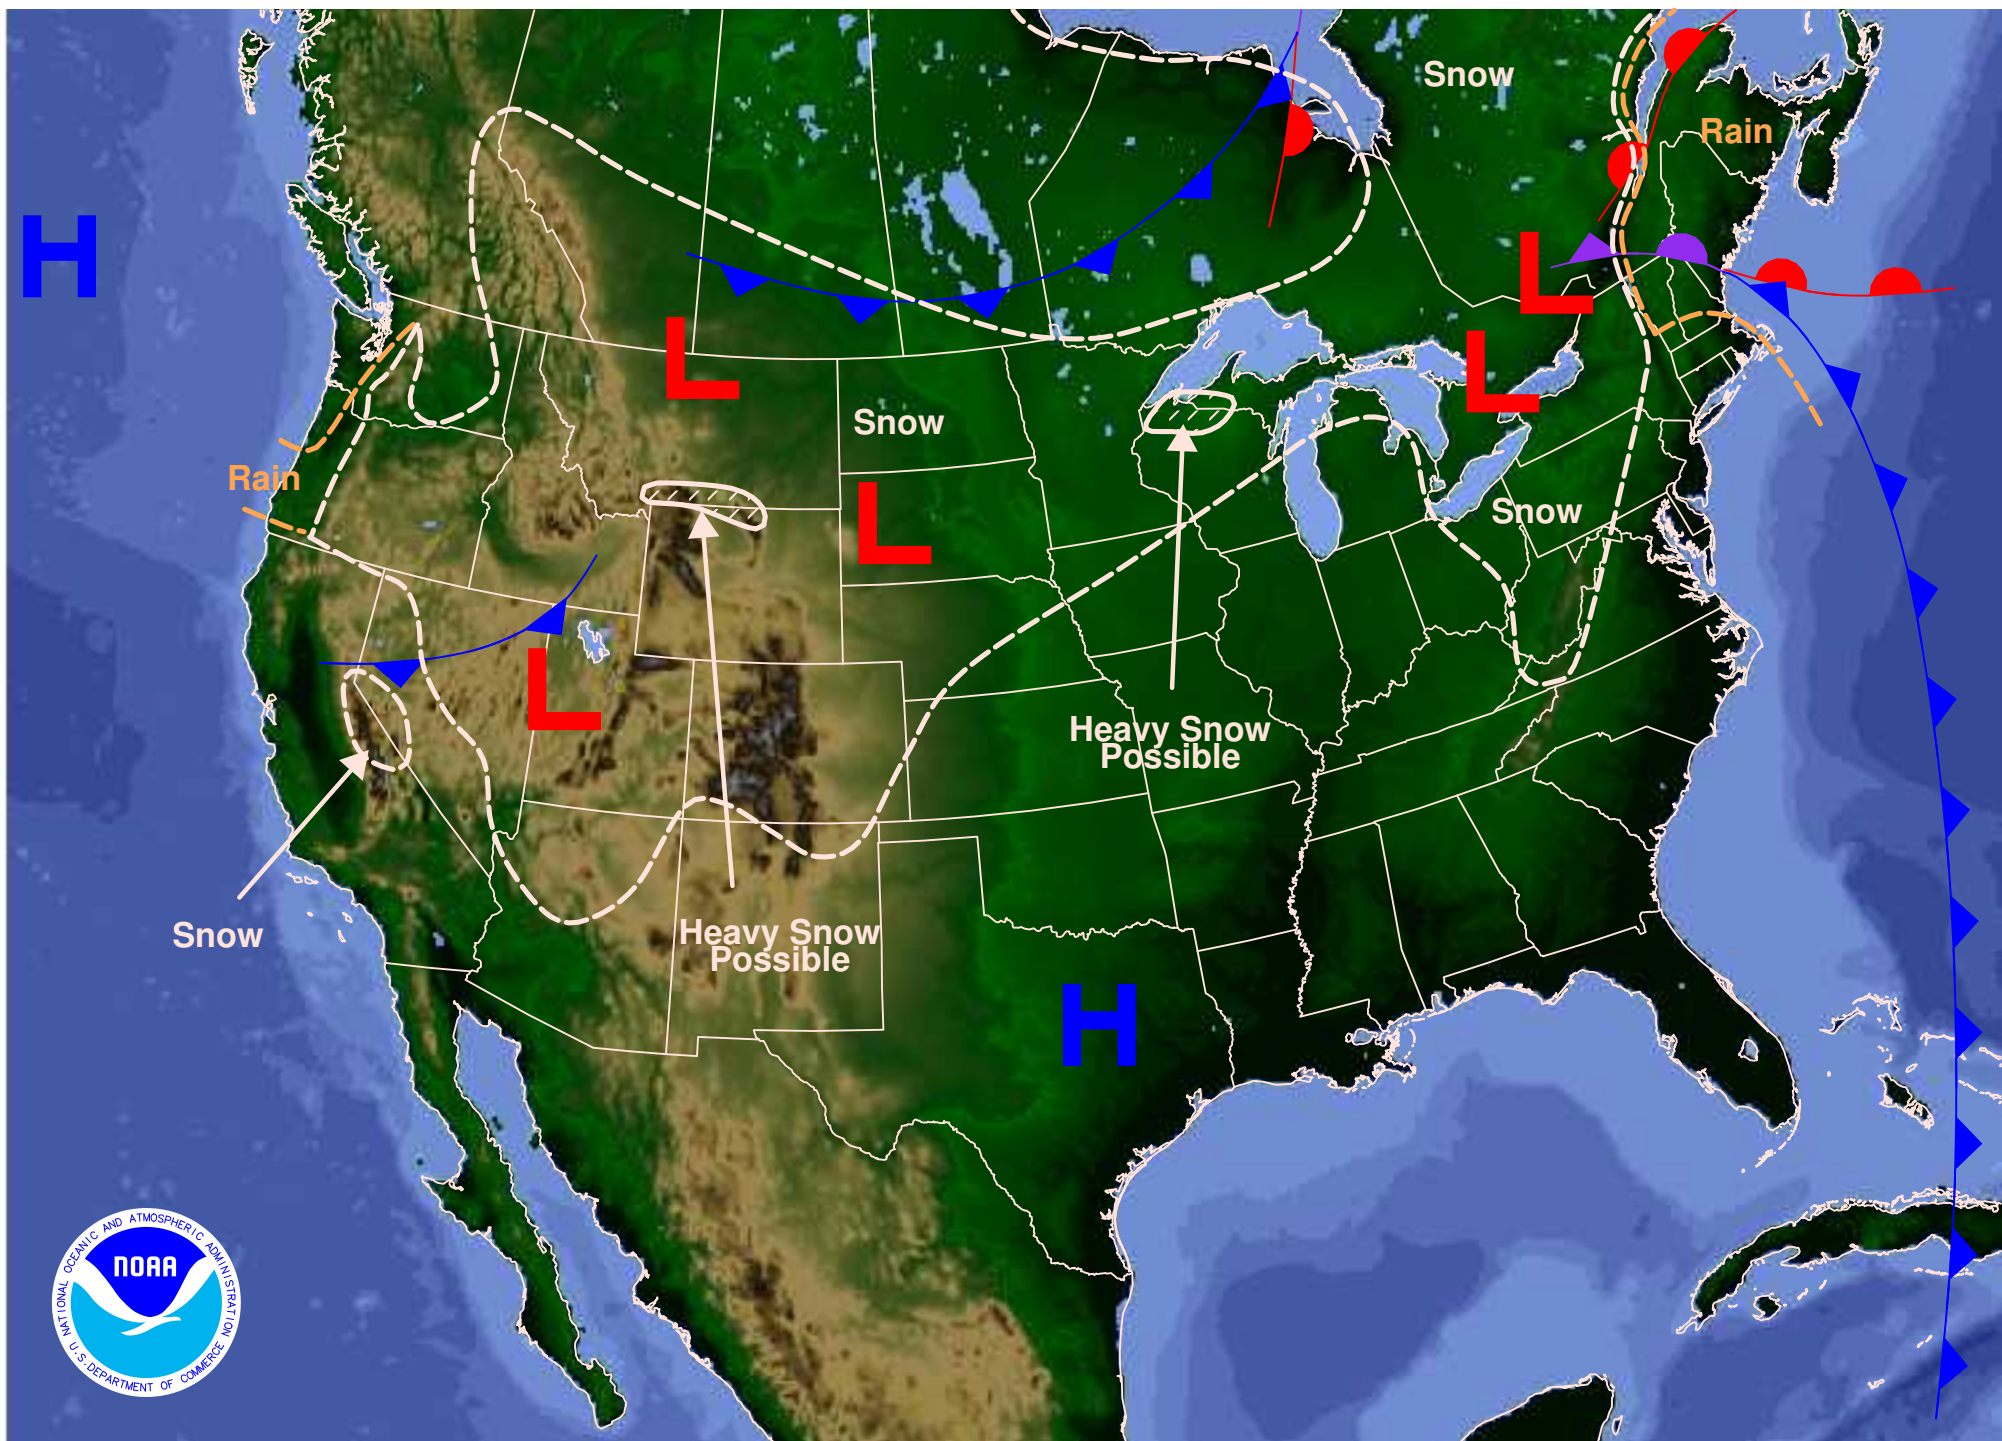 Snow
Rain
H
L
L
L
Snow
Rain
L
Snow
L
Heavy Snow
Possible
Snow
Heavy Snow
Possible
H
NATIONAL OCEANIC AND ATMOSPHERIC ADMINISTRATION
NOAA
U.S. DEPARTMENT OF COMMERCE